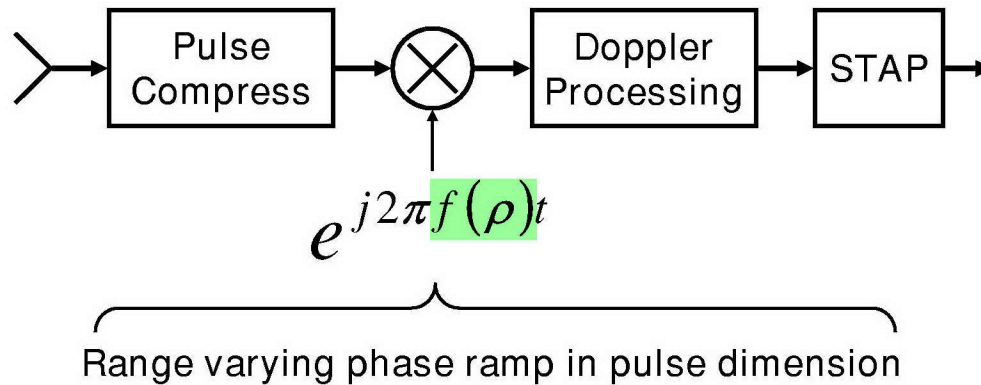 Pulse
Compress
Doppler
Processing
STAP
e^{j2πf(ρ)t}
Range varying phase ramp in pulse dimension